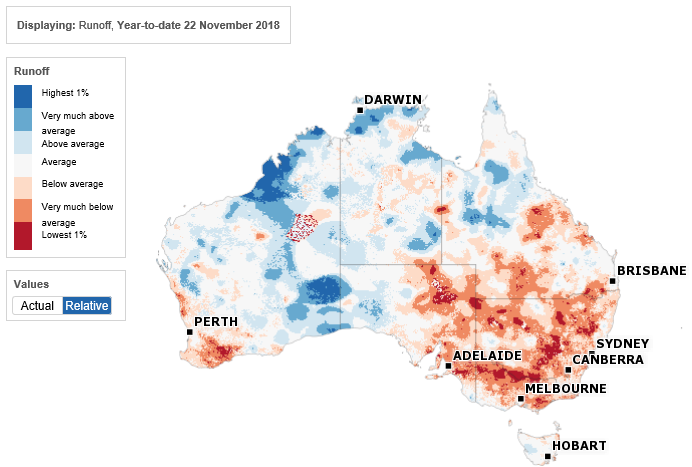 Displaying: Runoff, Year-to-date 22 November 2018
Runoff
Highest 1%
Very much above
average
Above average
Average
Below average
Very much below
average
Lowest 1%
Values
Actual Relative
DARWIN
BRISBANE
PERTH
SYDNEY
ADELAIDE
CANBERRA
MELBOURNE
HOBART